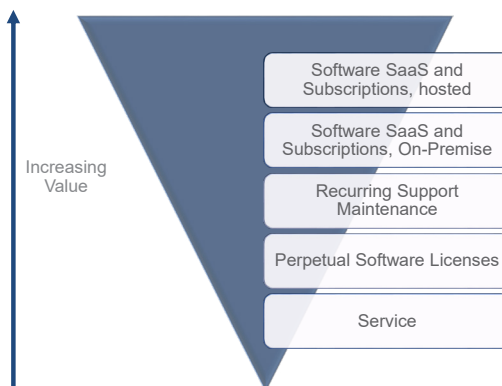 Software SaaS and
Subscriptions, hosted
Software SaaS and
Subscriptions, On-Premise
Increasing
Value
Recurring Support
Maintenance
Perpetual Software Licenses
Service